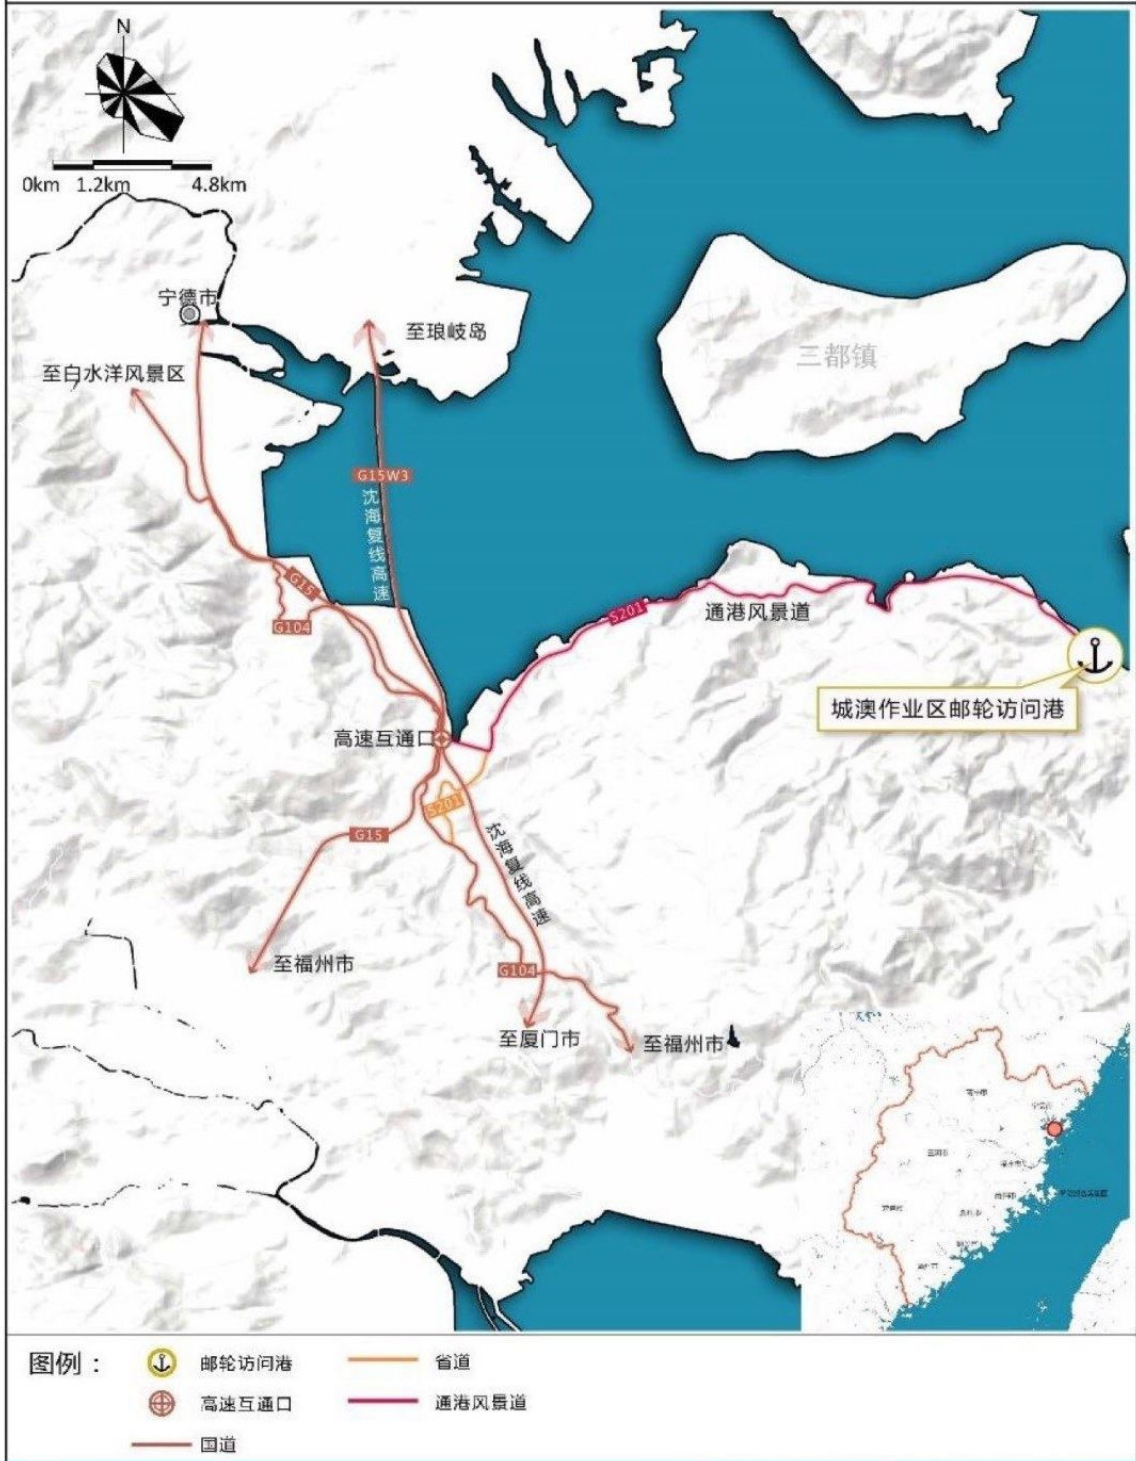 N
0km 1.2km 4.8km
宁德市
至琅岐岛
至白水洋风景区
三都镇
G15W3
沈海复线高速
G15
G104
S201
通港风景道
城澳作业区邮轮访问港
高速互通口
S201
G15
沈海复线高速
至福州市
G104
至厦门市
至福州市
图例：
邮轮访问港
省道
高速互通口
通港风景道
国道